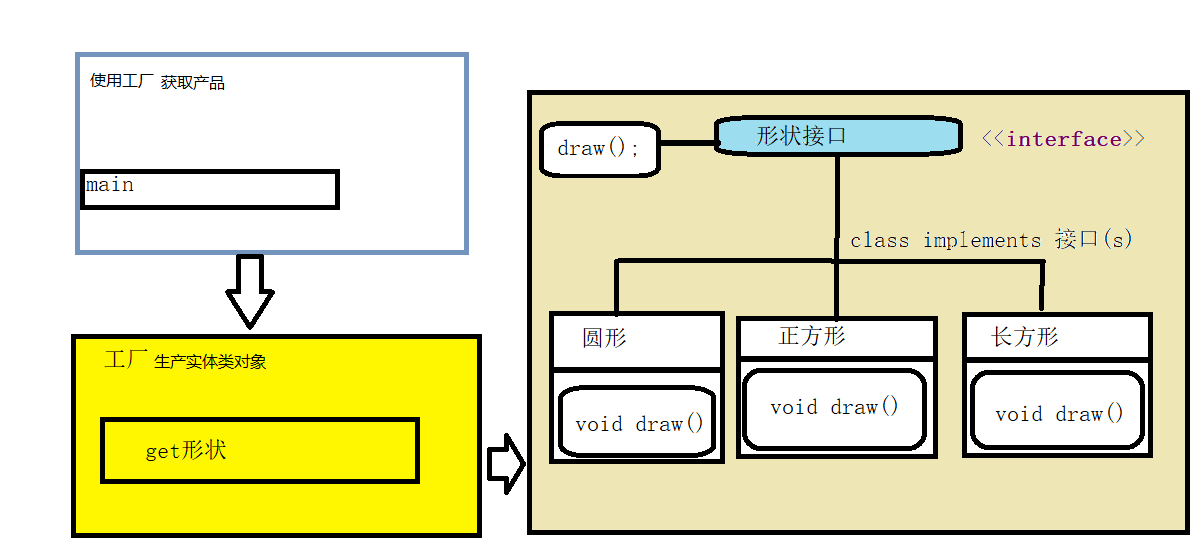 使用工厂 获取产品
main
工厂 生产实体类对象
get形状
draw();
形状接口
<<interface>>
class implements 接口(s)
圆形
void draw()
正方形
void draw()
长方形
void draw()